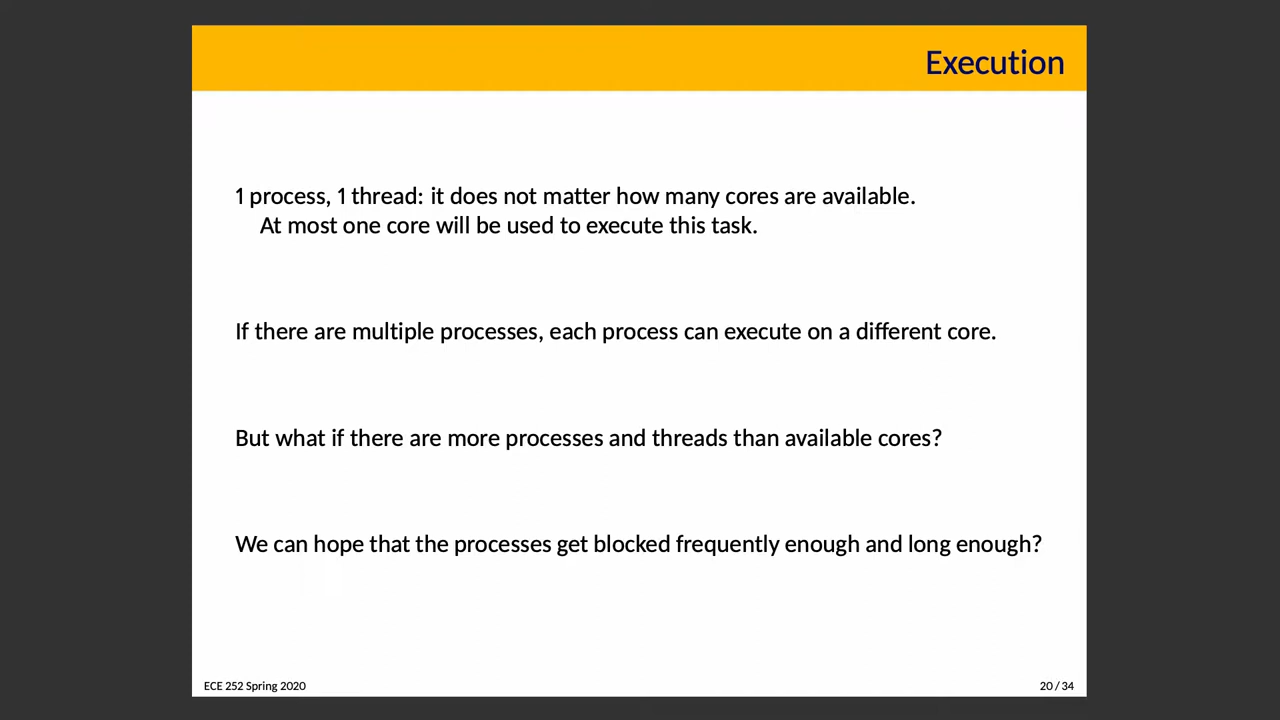 Execution
1 process, 1 thread: it does not matter how many cores are available.
At most one core will be used to execute this task.
If there are multiple processes, each process can execute on a different core.
But what if there are more processes and threads than available cores?
We can hope that the processes get blocked frequently enough and long enough?
ECE 252 Spring 2020
20 / 34